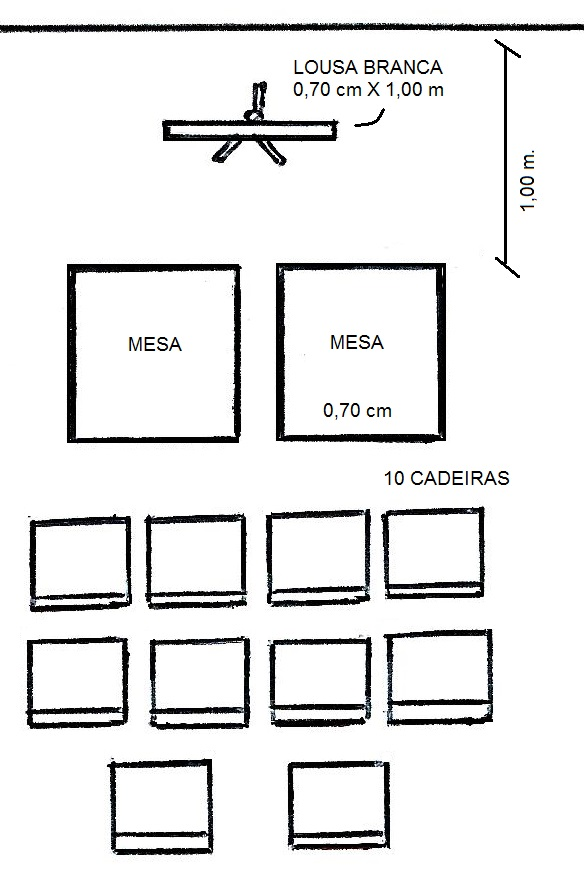 LOUSA BRANCA
0,70 cm X 1,00 m
1,00 m.
MESA
MESA
0,70 cm
10 CADEIRAS